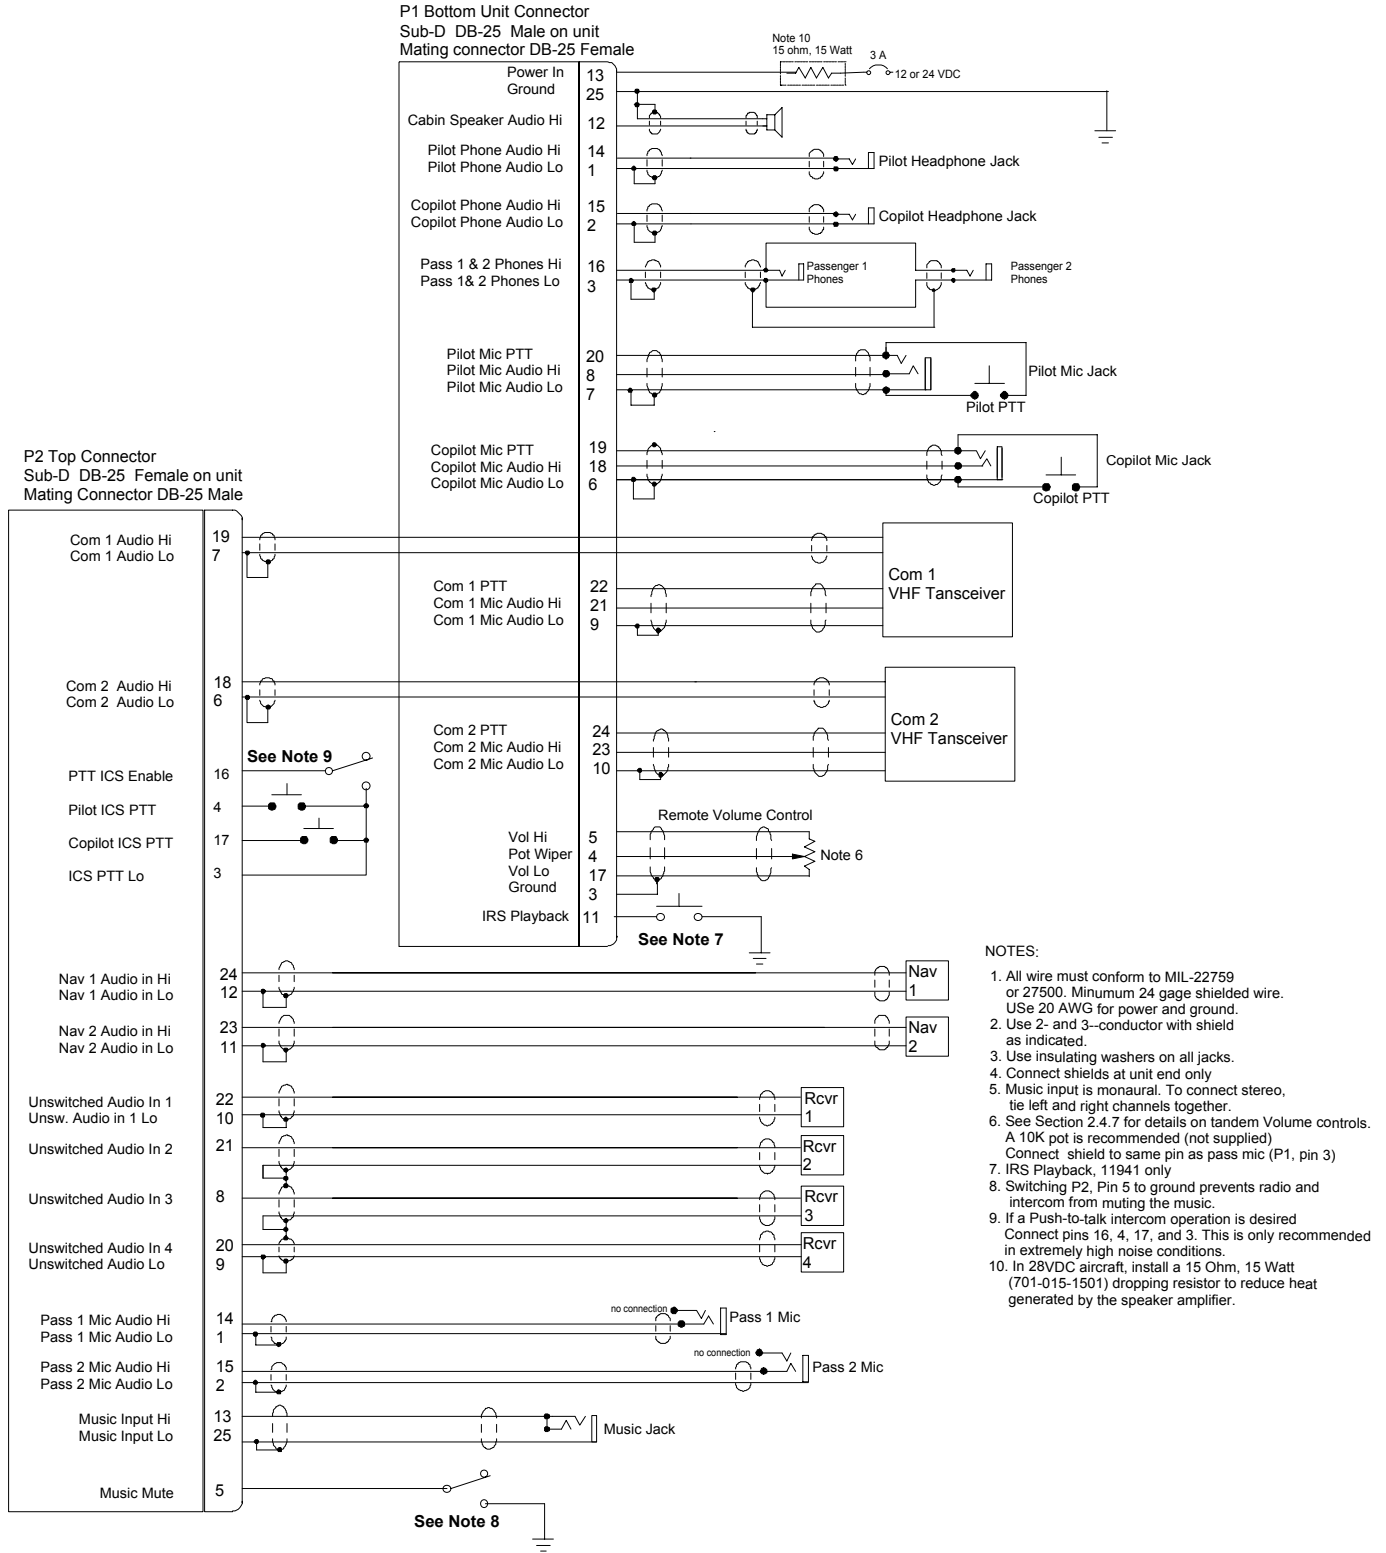 P1 Bottom Unit Connector
Sub-D DB-25 Male on unit
Mating connector DB-25 Female
Note 10
15 ohm, 15 Watt
3 A
12 or 24 VDC
Power In 13
Ground 25
Cabin Speaker Audio Hi 12
Pilot Phone Audio Hi 14
Pilot Phone Audio Lo 1
Pilot Headphone Jack
Copilot Phone Audio Hi 15
Copilot Phone Audio Lo 2
Copilot Headphone Jack
Pass 1 & 2 Phones Hi 16
Pass 1& 2 Phones Lo 3
Passenger 1
Phones
Passenger 2
Phones
Pilot Mic PTT 20
Pilot Mic Audio Hi 8
Pilot Mic Audio Lo 7
Pilot Mic Jack
Pilot PTT
Copilot Mic PTT 19
Copilot Mic Audio Hi 18
Copilot Mic Audio Lo 6
Copilot Mic Jack
Copilot PTT
P2 Top Connector
Sub-D DB-25 Female on unit
Mating Connector DB-25 Male
Com 1 Audio Hi 19
Com 1 Audio Lo 7
Com 1 PTT 22
Com 1 Mic Audio Hi 21
Com 1 Mic Audio Lo 9
Com 1
VHF Tansceiver
Com 2 Audio Hi 18
Com 2 Audio Lo 6
Com 2 PTT 24
Com 2 Mic Audio Hi 23
Com 2 Mic Audio Lo 10
Com 2
VHF Tansceiver
See Note 9
PTT ICS Enable 16
Pilot ICS PTT 4
Copilot ICS PTT 17
ICS PTT Lo 3
Remote Volume Control
Vol Hi 5
Pot Wiper 4
Vol Lo 17
Ground 3
Note 6
IRS Playback 11
See Note 7
Nav 1 Audio in Hi 24
Nav 1 Audio in Lo 12
Nav
1
Nav 2 Audio in Hi 23
Nav 2 Audio in Lo 11
Nav
2
Unswitched Audio In 1 22
Unsw. Audio in 1 Lo 10
Rcvr
1
Unswitched Audio In 2 21
Rcvr
2
Unswitched Audio In 3 8
Rcvr
3
Unswitched Audio In 4 20
Unswitched Audio Lo 9
Rcvr
4
Pass 1 Mic Audio Hi 14
Pass 1 Mic Audio Lo 1
no connection
Pass 1 Mic
Pass 2 Mic Audio Hi 15
Pass 2 Mic Audio Lo 2
no connection
Pass 2 Mic
Music Input Hi 13
Music Input Lo 25
Music Jack
Music Mute 5
See Note 8
NOTES:
1. All wire must conform to MIL-22759
or 27500. Minumum 24 gage shielded wire.
USe 20 AWG for power and ground.
2. Use 2- and 3--conductor with shield
as indicated.
3. Use insulating washers on all jacks.
4. Connect shields at unit end only
5. Music input is monaural. To connect stereo,
tie left and right channels together.
6. See Section 2.4.7 for details on tandem Volume controls.
A 10K pot is recommended (not supplied)
Connect shield to same pin as pass mic (P1, pin 3)
7. IRS Playback, 11941 only
8. Switching P2, Pin 5 to ground prevents radio and
intercom from muting the music.
9. If a Push-to-talk intercom operation is desired
Connect pins 16, 4, 17, and 3. This is only recommended
in extremely high noise conditions.
10. In 28VDC aircraft, install a 15 Ohm, 15 Watt
(701-015-1501) dropping resistor to reduce heat
generated by the speaker amplifier.